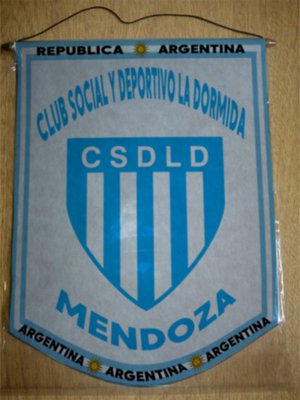 REPUBLICA ARGENTINA
CLUB SOCIAL Y DEPORTIVO LA DORMIDA
CSDLD
MENDOZA
ARGENTINA ARGENTINA ARGENTINA